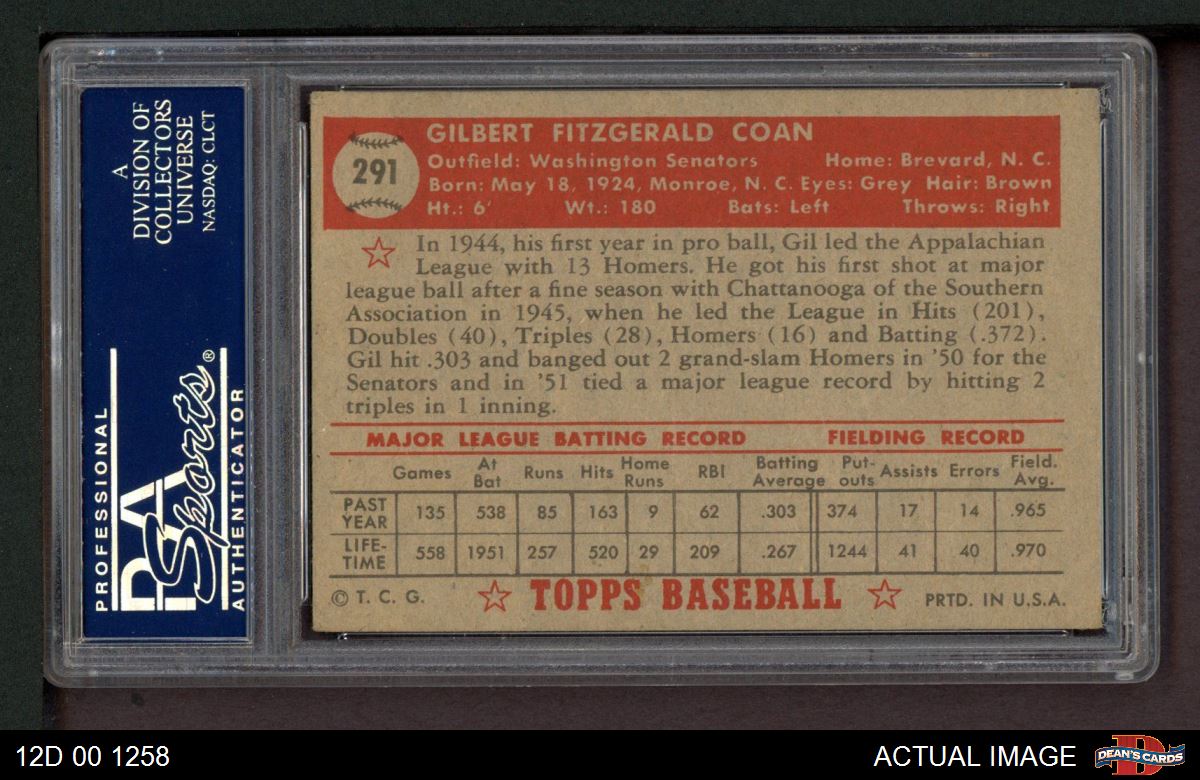 A
DIVISION OF
COLLECTORS
UNIVERSE
NASDAQ: CLCT
PROFESSIONAL
PSA
Sports®
AUTHENTICATOR
291
GILBERT FITZGERALD COAN
Outfield: Washington Senators Home: Brevard, N. C.
Born: May 18, 1924, Monroe, N. C. Eyes: Grey Hair: Brown
Ht.: 6' Wt.: 180 Bats: Left Throws: Right
In 1944, his first year in pro ball, Gil led the Appalachian
League with 13 Homers. He got his first shot at major
league ball after a fine season with Chattanooga of the Southern
Association in 1945, when he led the League in Hits (201),
Doubles (40), Triples (28), Homers (16) and Batting (.372).
Gil hit .303 and banged out 2 grand-slam Homers in '50 for the
Senators and in '51 tied a major league record by hitting 2
triples in 1 inning.
MAJOR LEAGUE BATTING RECORD FIELDING RECORD
Games At Bat Runs Hits Home Runs RBI Batting Average Put-outs Assists Errors Field. Avg.
PAST YEAR 135 538 85 163 9 62 .303 374 17 14 .965
LIFE-TIME 558 1951 257 520 29 209 .267 1244 41 40 .970
© T. C. G. TOPPS BASEBALL PRTD. IN U.S.A.
12D 00 1258 ACTUAL IMAGE DEAN'S CARDS